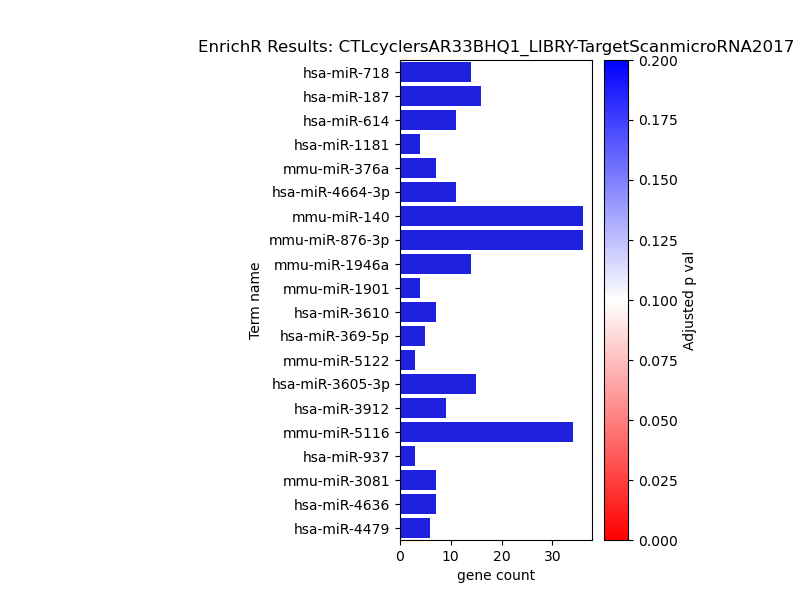 EnrichR Results: CTLcyclersAR33BHQ1_LIBRY-TargetScanmicroRNA2017
hsa-miR-718
hsa-miR-187
hsa-miR-614
hsa-miR-1181
mmu-miR-376a
hsa-miR-4664-3p
mmu-miR-140
mmu-miR-876-3p
mmu-miR-1946a
mmu-miR-1901
hsa-miR-3610
hsa-miR-369-5p
mmu-miR-5122
hsa-miR-3605-3p
hsa-miR-3912
mmu-miR-5116
hsa-miR-937
mmu-miR-3081
hsa-miR-4636
hsa-miR-4479
Term name
0 10 20 30
gene count
0.200
0.175
0.150
0.125
0.100
0.075
0.050
0.025
0.000
Adjusted p val